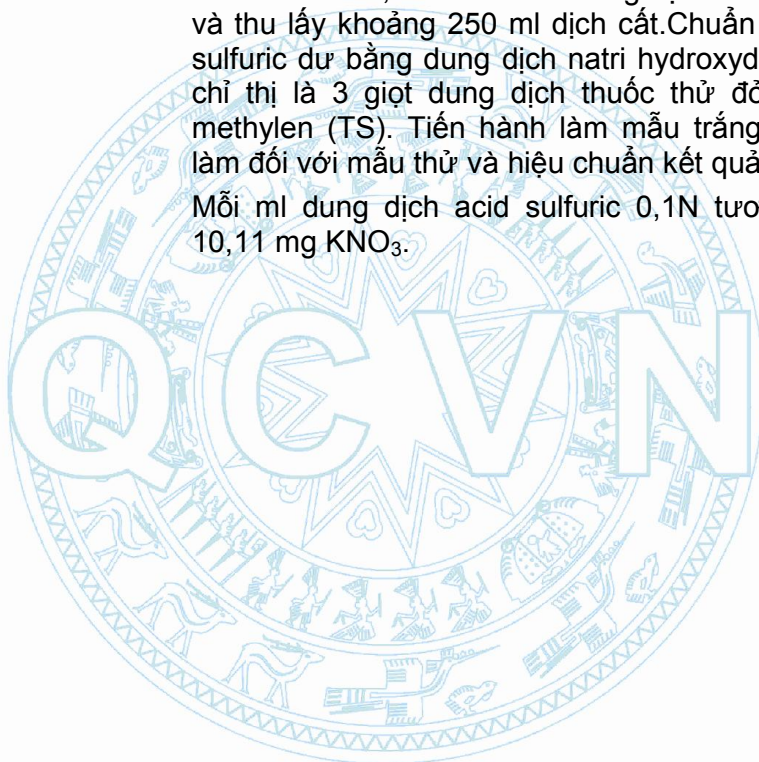 và thu lấy khoảng 250 ml dịch cất.Chuẩn
sulfuric dư bằng dung dịch natri hydroxyd
chỉ thị là 3 giọt dung dịch thuốc thử đỏ
methylen (TS). Tiến hành làm mẫu trắng
làm đối với mẫu thử và hiệu chuẩn kết quả
Mỗi ml dung dịch acid sulfuric 0,1N tươ
10,11 mg KNO₃.
QCVN